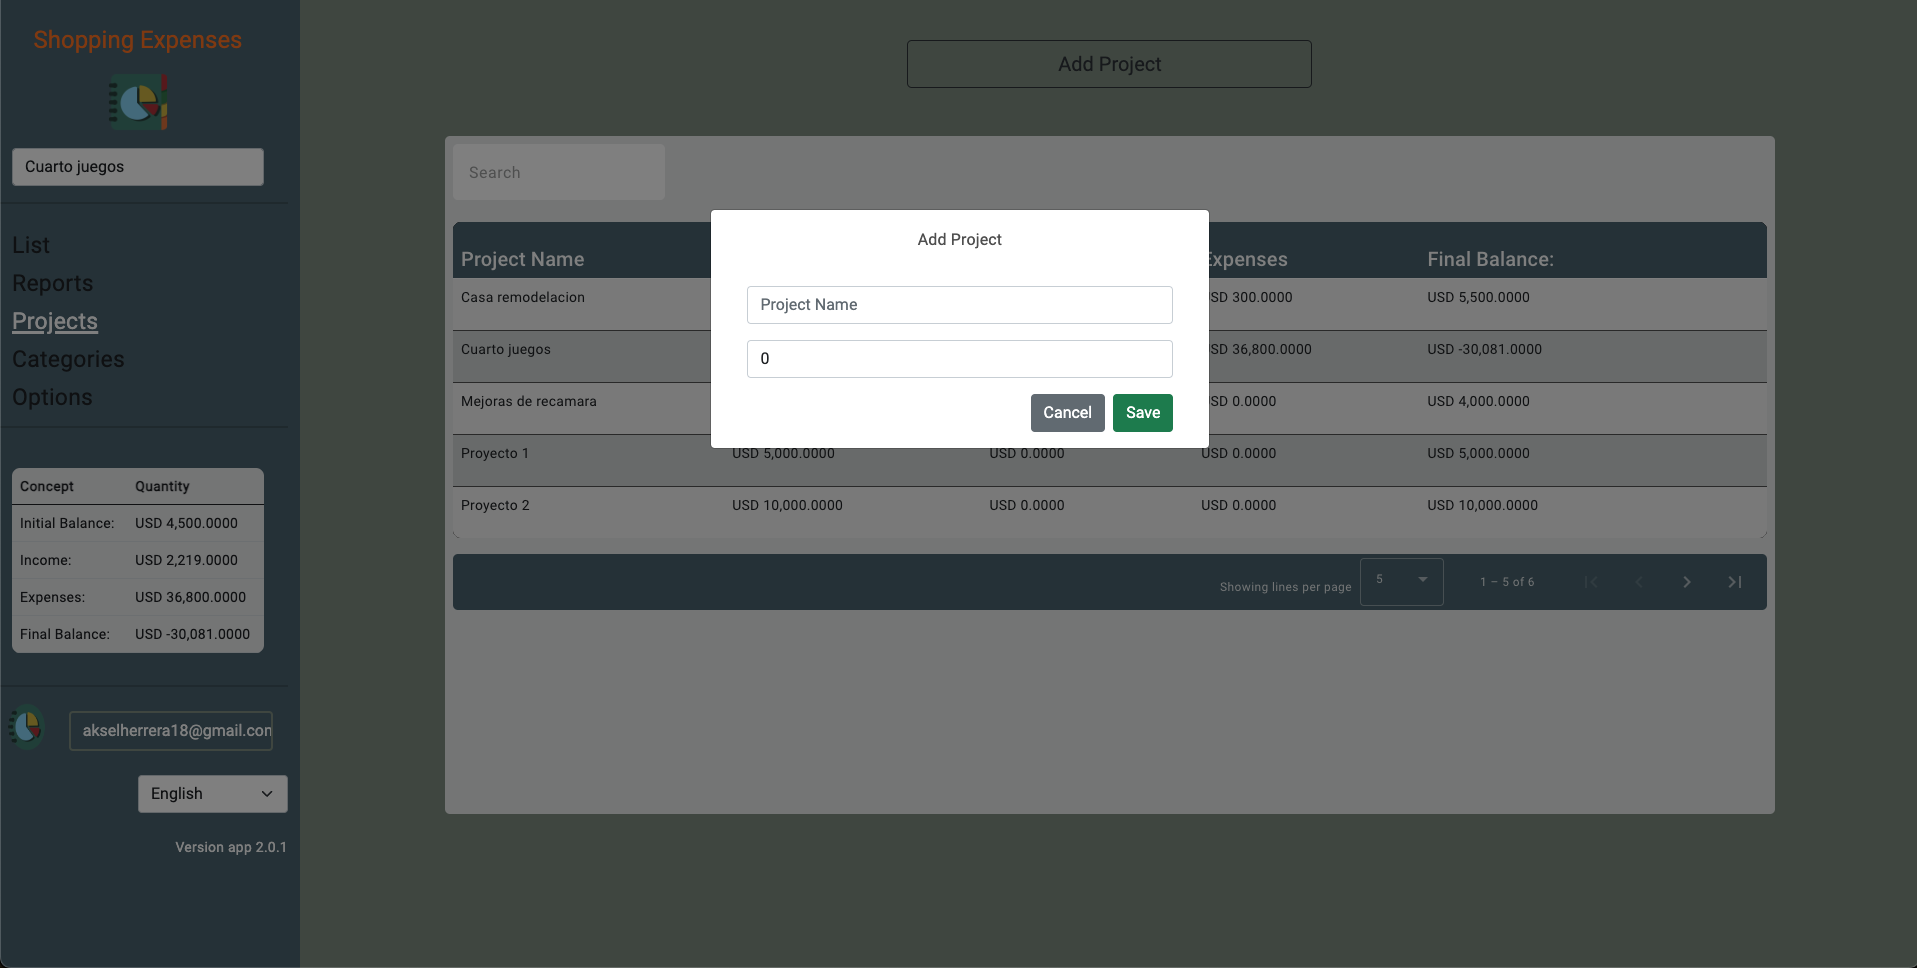 Shopping Expenses
Cuarto juegos
List
Reports
Projects
Categories
Options
Concept Quantity
Initial Balance: USD 4,500.0000
Income: USD 2,219.0000
Expenses: USD 36,800.0000
Final Balance: USD -30,081.0000
akselherrera18@gmail.com
English
Version app 2.0.1
Add Project
Search
Project Name Expenses Final Balance:
Casa remodelacion USD 300.0000 USD 5,500.0000
Cuarto juegos USD 36,800.0000 USD -30,081.0000
Mejoras de recamara USD 0.0000 USD 4,000.0000
Proyecto 1 USD 5,000.0000 USD 0.0000 USD 0.0000 USD 5,000.0000
Proyecto 2 USD 10,000.0000 USD 0.0000 USD 0.0000 USD 10,000.0000
Showing lines per page 5 1 – 5 of 6
Add Project
Project Name
0
Cancel Save